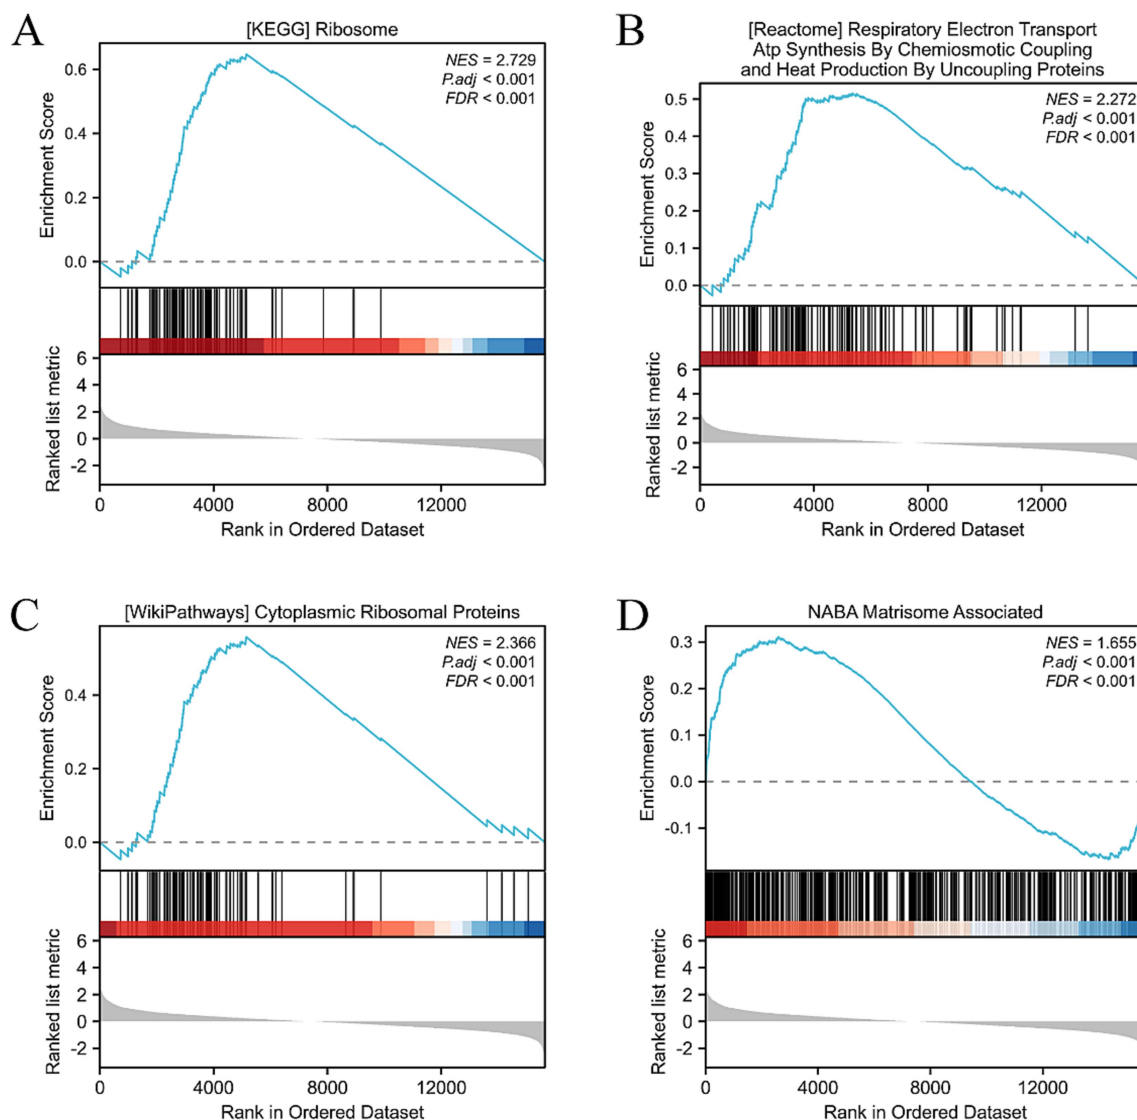 A
[KEGG] Ribosome
NES = 2.729
P.adj < 0.001
FDR < 0.001
Enrichment Score
0.6
0.4
0.2
0.0
Ranked list metric
6
4
2
0
-2
0
4000
8000
12000
Rank in Ordered Dataset
B
[Reactome] Respiratory Electron Transport
Atp Synthesis By Chemiosmotic Coupling
and Heat Production By Uncoupling Proteins
NES = 2.272
P.adj < 0.001
FDR < 0.001
Enrichment Score
0.5
0.4
0.3
0.2
0.1
0.0
Ranked list metric
6
4
2
0
-2
0
4000
8000
12000
Rank in Ordered Dataset
C
[WikiPathways] Cytoplasmic Ribosomal Proteins
NES = 2.366
P.adj < 0.001
FDR < 0.001
Enrichment Score
0.4
0.2
0.0
Ranked list metric
6
4
2
0
-2
0
4000
8000
12000
Rank in Ordered Dataset
D
NABA Matrisome Associated
NES = 1.655
P.adj < 0.001
FDR < 0.001
Enrichment Score
0.3
0.2
0.1
0.0
-0.1
Ranked list metric
6
4
2
0
-2
0
4000
8000
12000
Rank in Ordered Dataset